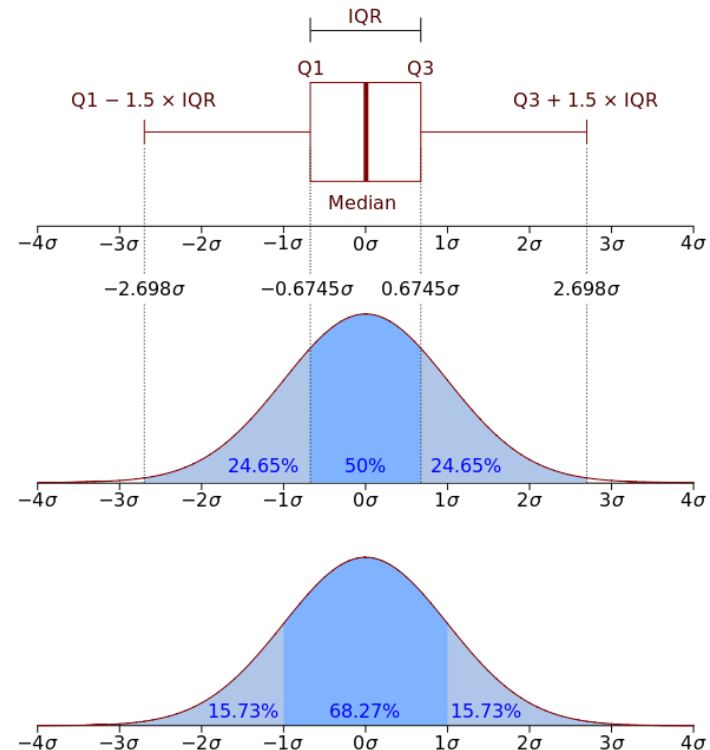 IQR
Q1 Q3
Q1 − 1.5 × IQR Q3 + 1.5 × IQR
Median
−4σ −3σ −2σ −1σ 0σ 1σ 2σ 3σ 4σ
−2.698σ −0.6745σ 0.6745σ 2.698σ
24.65% 50% 24.65%
−4σ −3σ −2σ −1σ 0σ 1σ 2σ 3σ 4σ
15.73% 68.27% 15.73%
−4σ −3σ −2σ −1σ 0σ 1σ 2σ 3σ 4σ